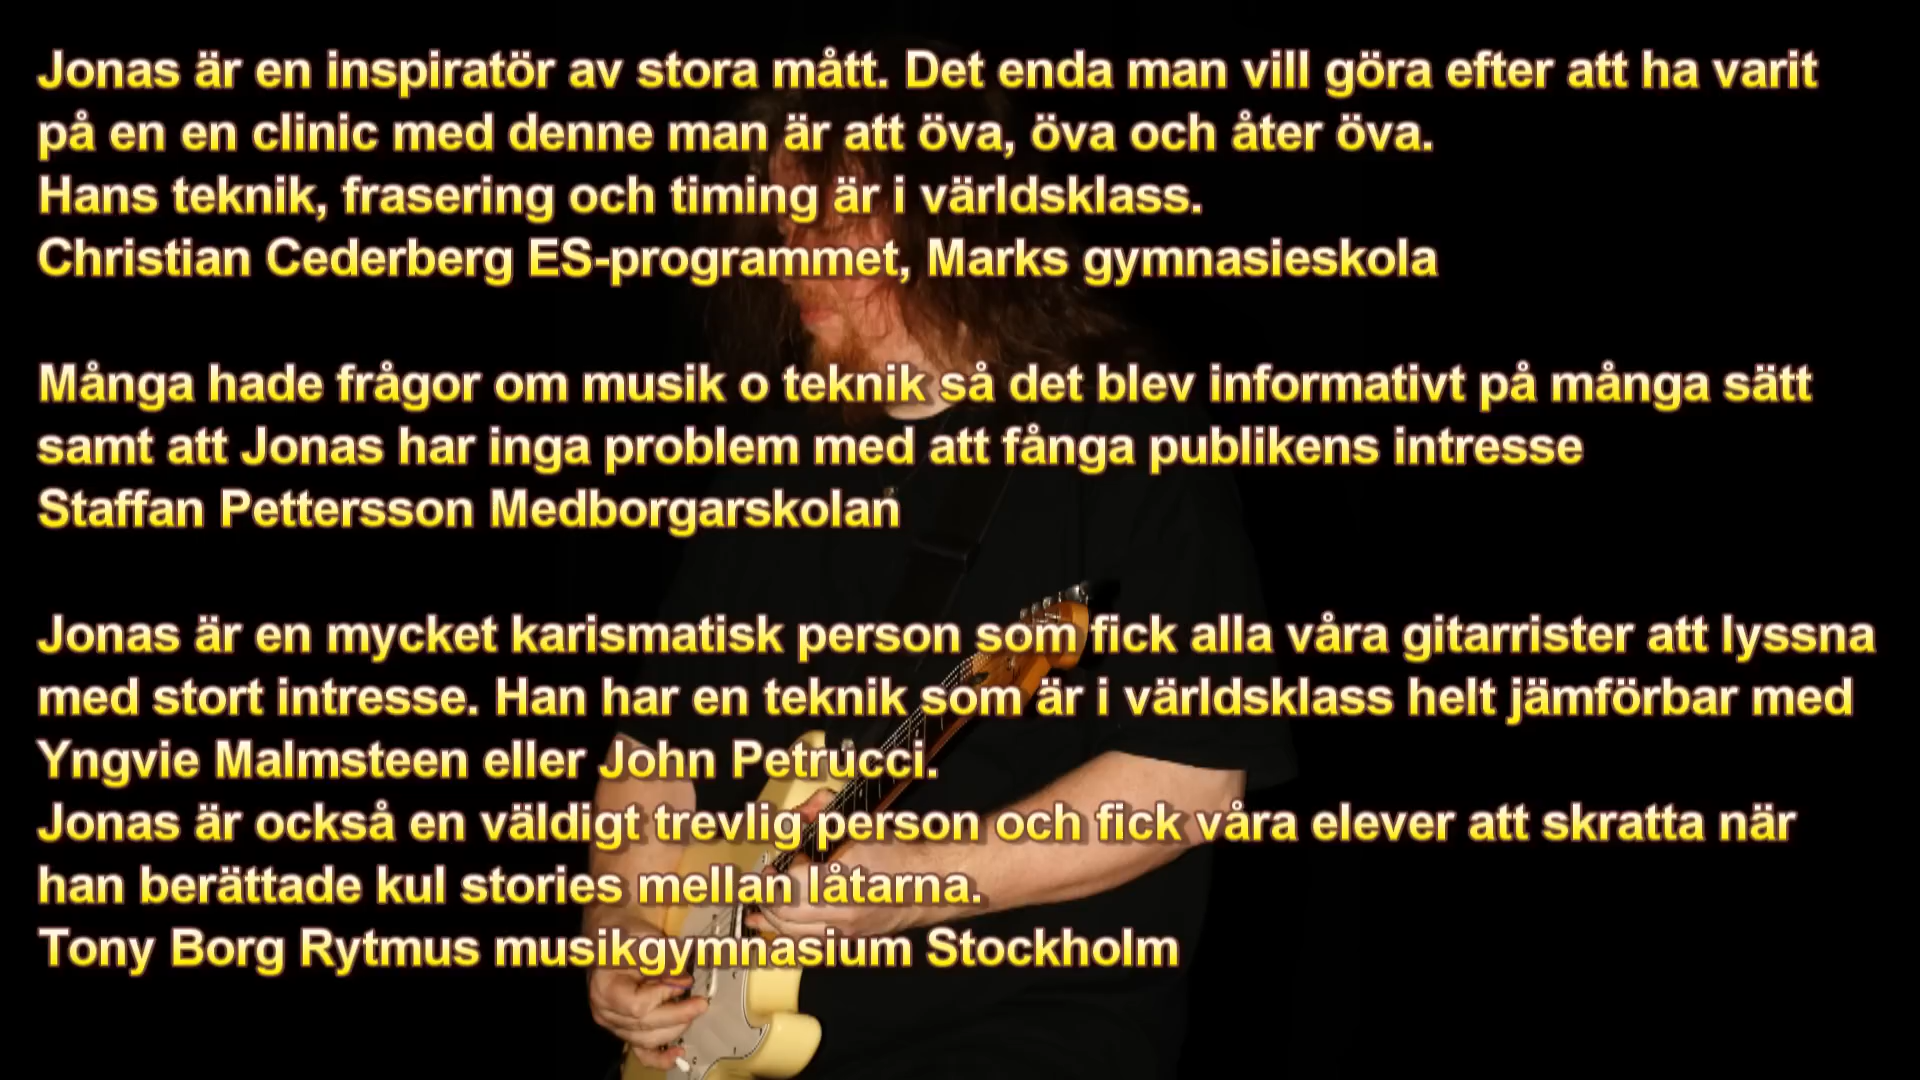 Jonas är en inspiratör av stora mått. Det enda man vill göra efter att ha varit
på en en clinic med denne man är att öva, öva och åter öva.
Hans teknik, frasering och timing är i världsklass.
Christian Cederberg ES-programmet, Marks gymnasieskola
Många hade frågor om musik o teknik så det blev informativt på många sätt
samt att Jonas har inga problem med att fånga publikens intresse
Staffan Pettersson Medborgarskolan
Jonas är en mycket karismatisk person som fick alla våra gitarrister att lyssna
med stort intresse. Han har en teknik som är i världsklass helt jämförbar med
Yngvie Malmsteen eller John Petrucci.
Jonas är också en väldigt trevlig person och fick våra elever att skratta när
han berättade kul stories mellan låtarna.
Tony Borg Rytmus musikgymnasium Stockholm